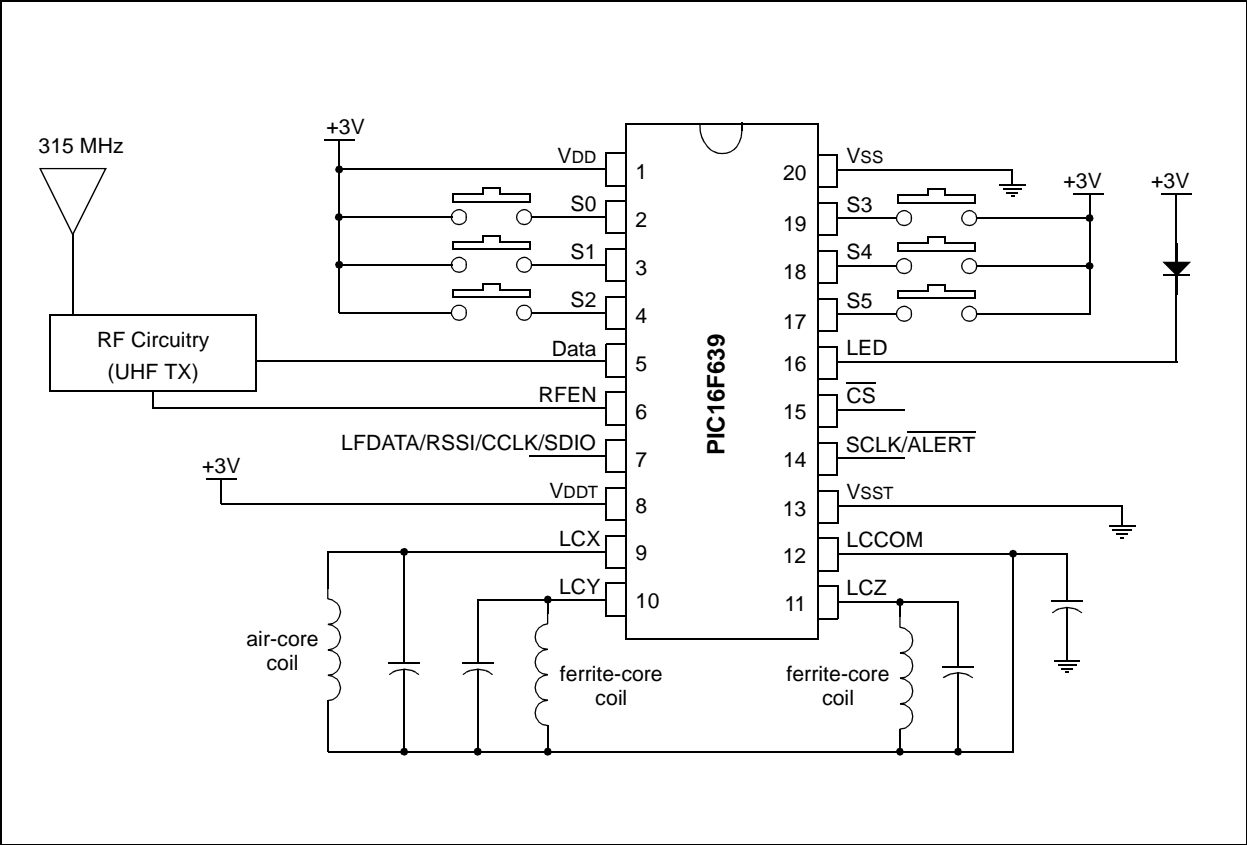 315 MHz
+3V
VDD
1
S0
2
S1
3
S2
4
RF Circuitry
(UHF TX)
Data
5
RFEN
6
LFDATA/RSSI/CCLK/SDIO
7
+3V
VDDT
8
LCX
9
LCY
10
air-core
coil
ferrite-core
coil
PIC16F639
20
VSS
+3V
+3V
19
S3
18
S4
17
S5
16
LED
15
CS
14
SCLK/ALERT
13
VSST
12
LCCOM
11
LCZ
ferrite-core
coil